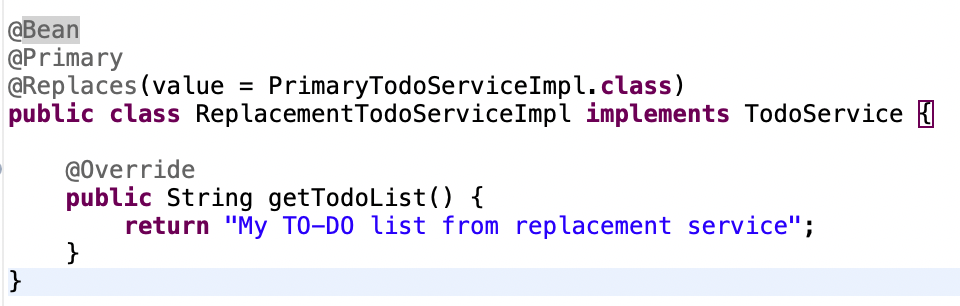 @Bean
@Primary
@Replaces(value = PrimaryTodoServiceImpl.class)
public class ReplacementTodoServiceImpl implements TodoService {
@Override
public String getTodoList() {
return "My TO-DO list from replacement service";
}
}